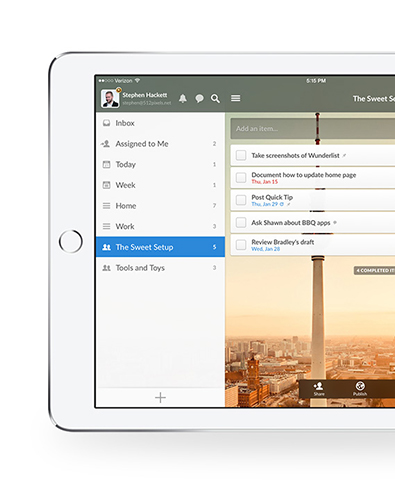 Verizon
5:15 PM
Stephen Hackett
stephen@512pixels.net
The Sweet Se
Inbox
Assigned to Me 2
Today 1
Week 1
Home 7
Work 2
The Sweet Setup 5
Tools and Toys 3
Add an item...
Take screenshots of Wunderlist
Document how to update home page
Thu, Jan 15
Post Quick Tip
Thu, Jan 29
Ask Shawn about BBQ apps
Review Bradley's draft
Wed, Jan 28
4 COMPLETED IT
Share
Publish